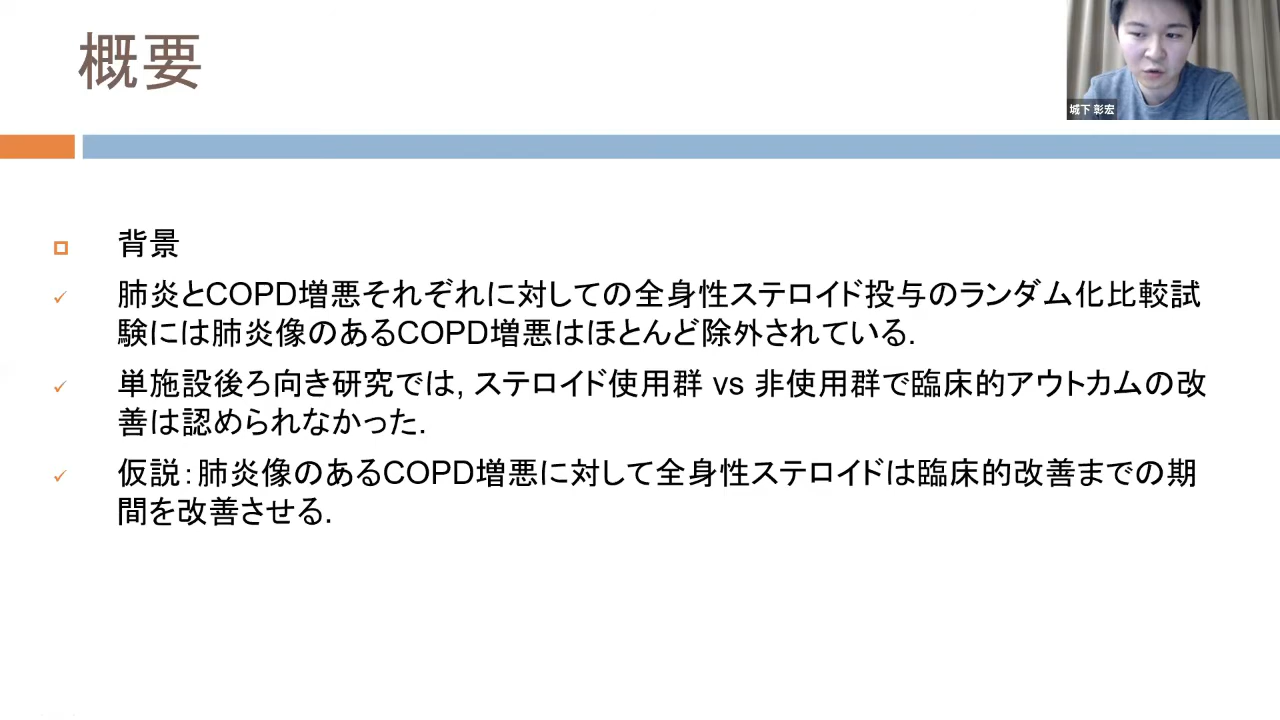 概要
城下 彰宏
背景
肺炎とCOPD増悪それぞれに対しての全身性ステロイド投与のランダム化比較試
験には肺炎像のあるCOPD増悪はほとんど除外されている.
単施設後ろ向き研究では, ステロイド使用群 vs 非使用群で臨床的アウトカムの改
善は認められなかった.
仮説：肺炎像のあるCOPD増悪に対して全身性ステロイドは臨床的改善までの期
間を改善させる.